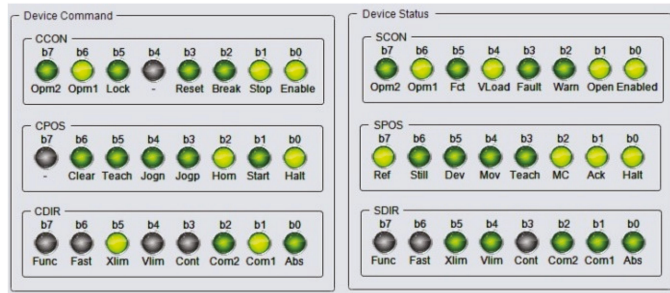 Device Command
CCON
b7 b6 b5 b4 b3 b2 b1 b0
Opm2 Opm1 Lock - Reset Break Stop Enable
CPOS
b7 b6 b5 b4 b3 b2 b1 b0
- Clear Teach Jogn Jogp Hom Start Halt
CDIR
b7 b6 b5 b4 b3 b2 b1 b0
Func Fast Xlim Vlim Cont Com2 Com1 Abs
Device Status
SCON
b7 b6 b5 b4 b3 b2 b1 b0
Opm2 Opm1 Fct VLoad Fault Warn Open Enabled
SPOS
b7 b6 b5 b4 b3 b2 b1 b0
Ref Still Dev Mov Teach MC Ack Halt
SDIR
b7 b6 b5 b4 b3 b2 b1 b0
Func Fast Xlim Vlim Cont Com2 Com1 Abs